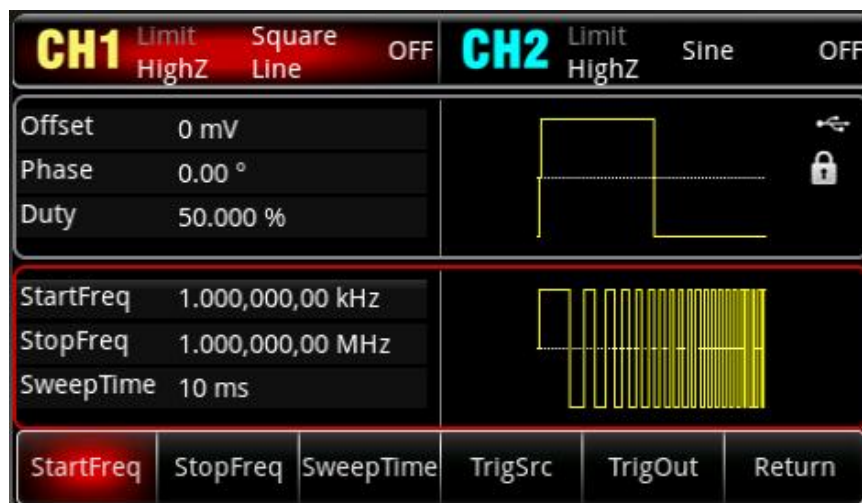 CH1 Limit Square OFF CH2 Limit Sine OFF
HighZ Line HighZ
Offset 0 mV
Phase 0.00 °
Duty 50.000 %
StartFreq 1.000,000,00 kHz
StopFreq 1.000,000,00 MHz
SweepTime 10 ms
StartFreq StopFreq SweepTime TrigSrc TrigOut Return